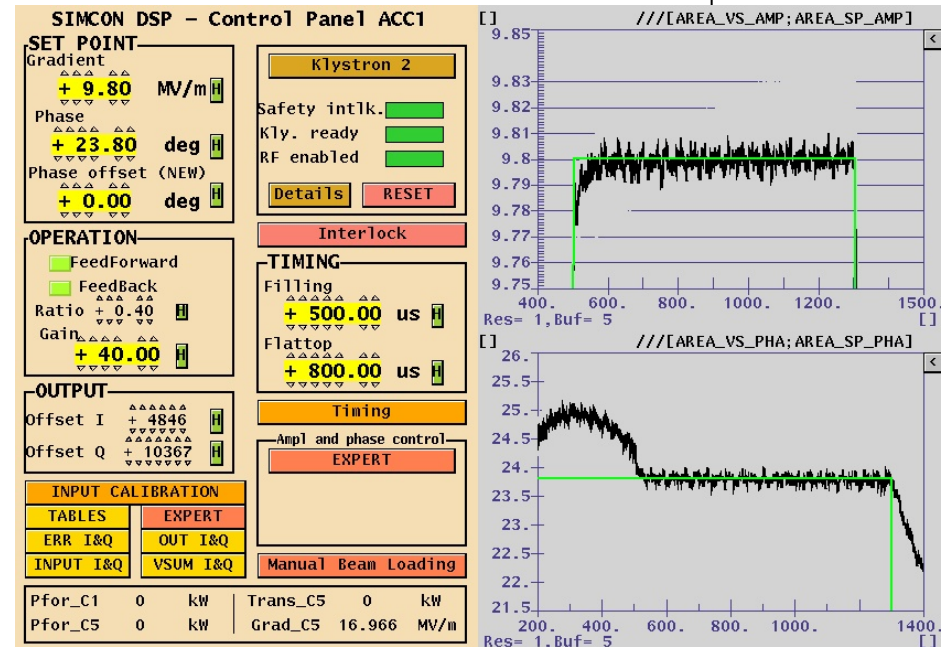 SIMCON DSP – Control Panel ACC1
SET POINT
Gradient
+ 9.80 MV/m H
Phase
+ 23.80 deg H
Phase offset (NEW)
+ 0.00 deg H
Klystron 2
Safety intlk.
Kly. ready
RF enabled
Details RESET
Interlock
OPERATION
FeedForward
FeedBack
Ratio + 0.40 H
Gain
+ 40.00 H
TIMING
Filling
+ 500.00 us H
Flattop
+ 800.00 us H
Timing
OUTPUT
Offset I + 4846 H
Offset Q + 10367 H
Ampl and phase control
EXPERT
INPUT CALIBRATION
TABLES EXPERT
ERR I&Q OUT I&Q
INPUT I&Q VSUM I&Q
Manual Beam Loading
Pfor_C1 0 kW Trans_C5 0 kW
Pfor_C5 0 kW Grad_C5 16.966 MV/m
[] ///[AREA_VS_AMP;AREA_SP_AMP]
<
9.85
9.83
9.82
9.81
9.8
9.79
9.78
9.77
9.76
9.75
400. 600. 800. 1000. 1200. 1500.
Res= 1,Buf= 5 []
[] ///[AREA_VS_PHA;AREA_SP_PHA]
<
26.
25.5
25.
24.5
24.
23.5
23.
22.5
22.
21.5
200. 400. 600. 800. 1000. 1400.
Res= 1,Buf= 5 []